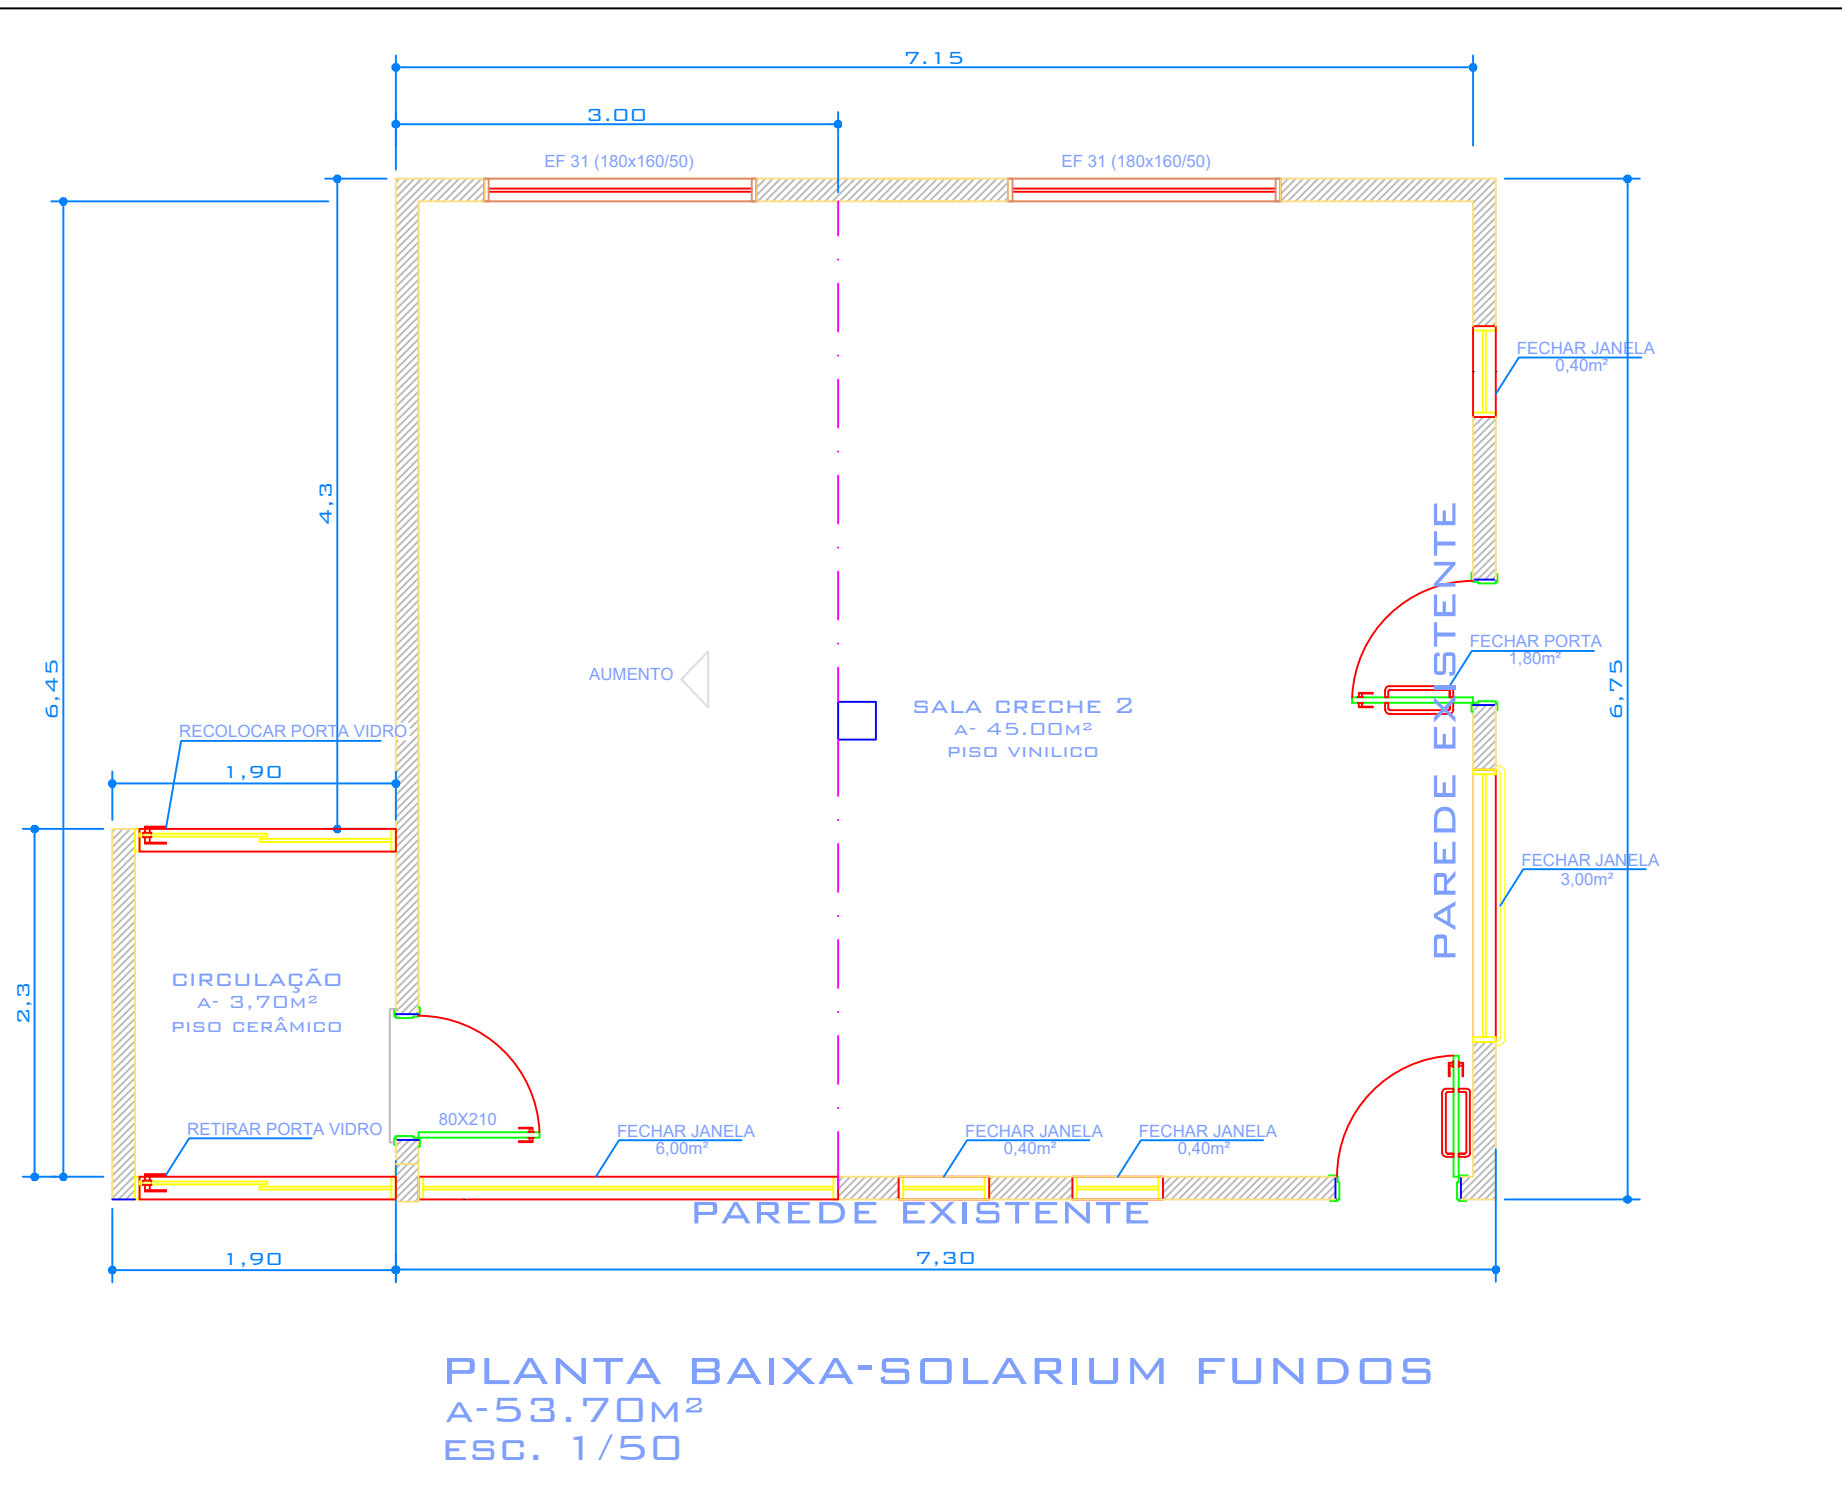 7.15
3.00
EF 31 (180x160/50)
EF 31 (180x160/50)
FECHAR JANELA
0,40m²
4,3
PAREDE EXISTENTE
FECHAR PORTA
1,80m²
6,45
6,75
AUMENTO
SALA CRECHE 2
A- 45.00M²
PISO VINILICO
RECOLOCAR PORTA VIDRO
1,90
FECHAR JANELA
3,00m²
CIRCULAÇÃO
A- 3,70M²
PISO CERÂMICO
2,3
80X210
RETIRAR PORTA VIDRO
FECHAR JANELA
6,00m²
FECHAR JANELA
0,40m²
FECHAR JANELA
0,40m²
PAREDE EXISTENTE
1,90
7,30
PLANTA BAIXA-SOLARIUM FUNDOS
A-53.70M²
ESC. 1/50